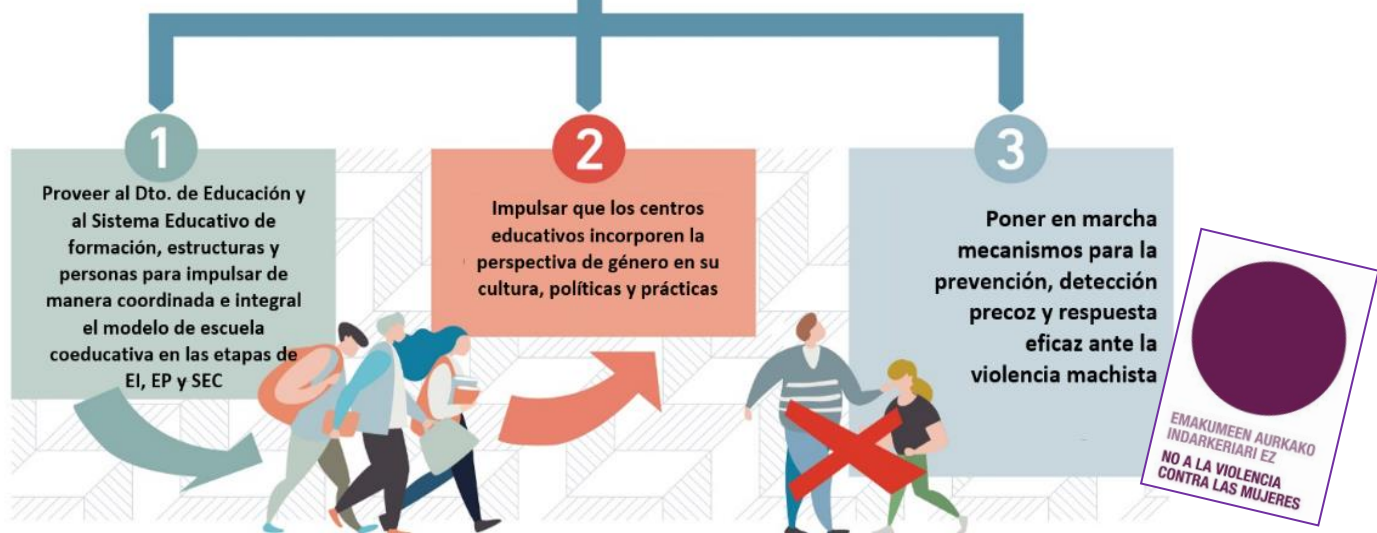 1
Proveer al Dto. de Educación y
al Sistema Educativo de
formación, estructuras y
personas para impulsar de
manera coordinada e integral
el modelo de escuela
coeducativa en las etapas de
EI, EP y SEC
2
Impulsar que los centros
educativos incorporen la
perspectiva de género en su
cultura, políticas y prácticas
3
Poner en marcha
mecanismos para la
prevención, detección
precoz y respuesta
eficaz ante la
violencia machista
EMAKUMEEN AURKAKO
INDARKERIARI EZ
NO A LA VIOLENCIA
CONTRA LAS MUJERES